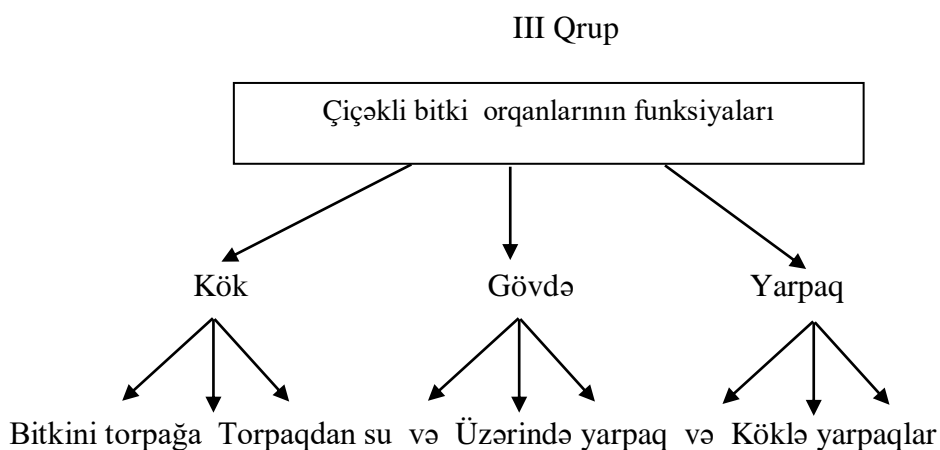 III Qrup
Çiçəkli bitki orqanlarının funksiyaları
Kök Gövdə Yarpaq
Bitkini torpağa Torpaqdan su və Üzərində yarpaq və Köklə yarpaqlar